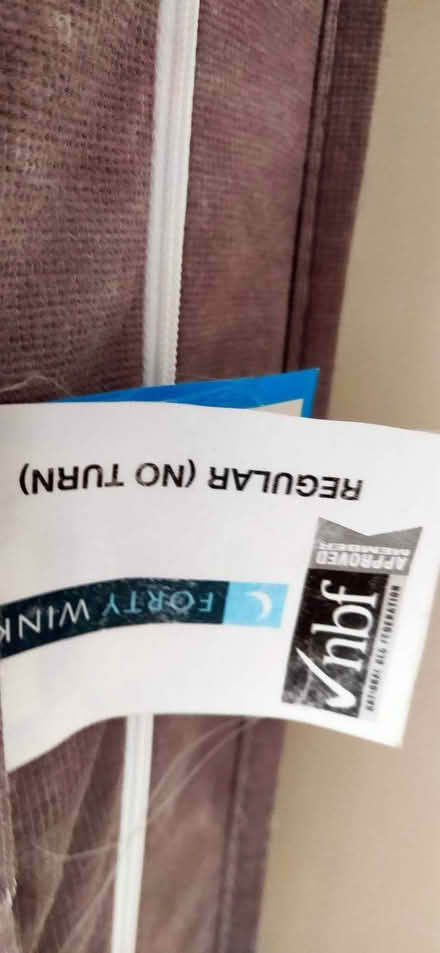 REGULAR (NO TURN)
APPROVED
MEMBER
nbf
NATIONAL BED FEDERATION
FORTY WINK